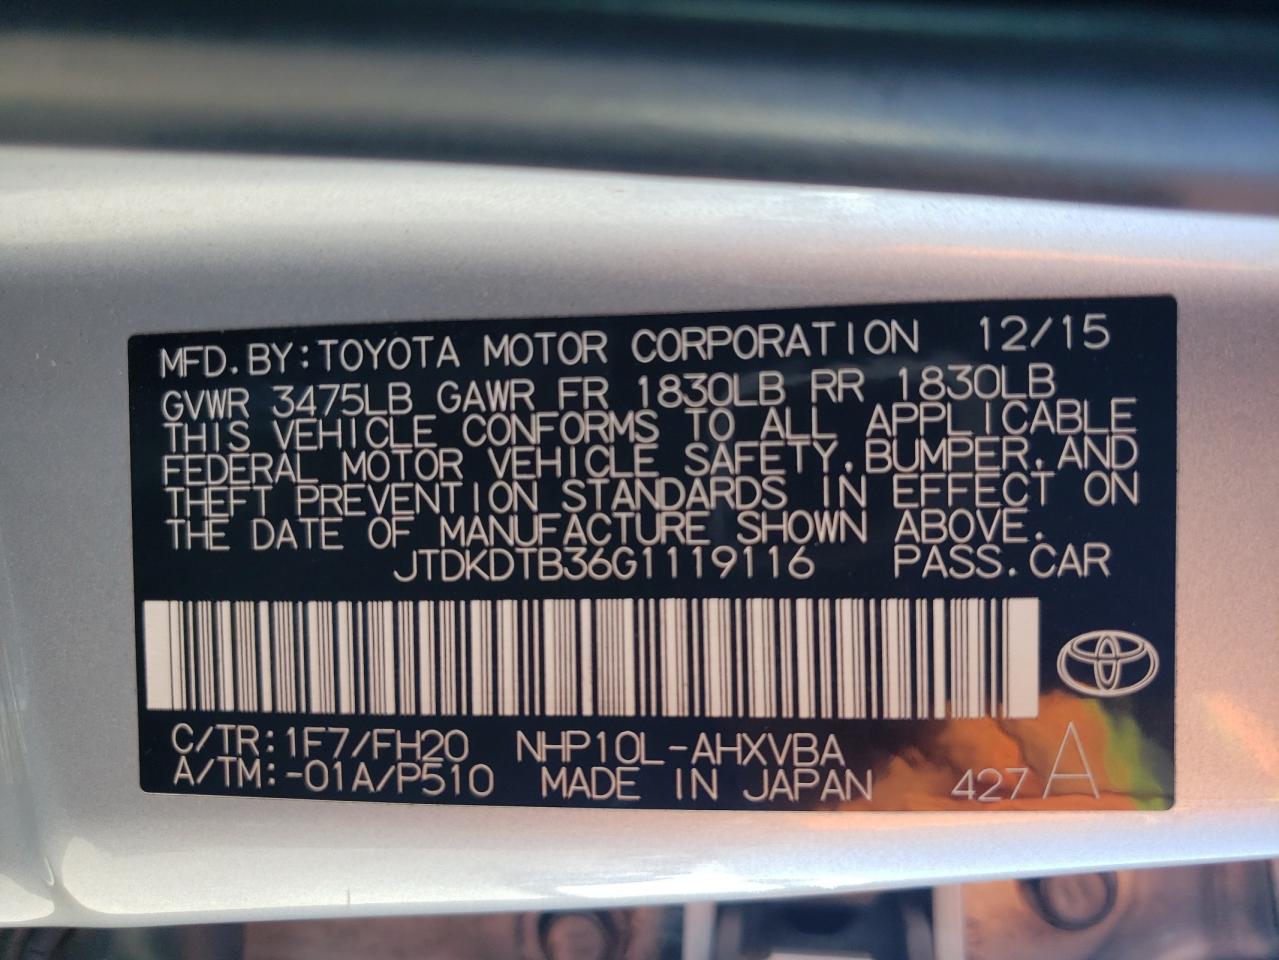 MFD.BY:TOYOTA MOTOR CORPORATION 12/15
GVWR 3475LB GAWR FR 1830LB RR 1830LB
THIS VEHICLE CONFORMS TO ALL APPLICABLE
FEDERAL MOTOR VEHICLE SAFETY,BUMPER,AND
THEFT PREVENTION STANDARDS IN EFFECT ON
THE DATE OF MANUFACTURE SHOWN ABOVE.
JTDKDTB36G1119116 PASS.CAR
C/TR:1F7/FH20 NHP10L-AHXVBA
A/TM:-01A/P510 MADE IN JAPAN 427 A